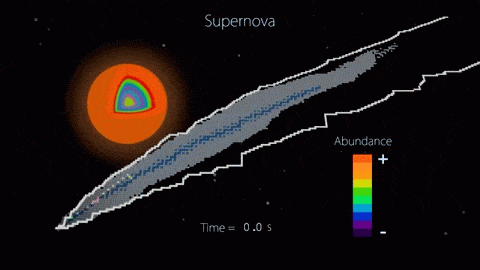 Supernova
Abundance
+
-
Time = 0.0 s